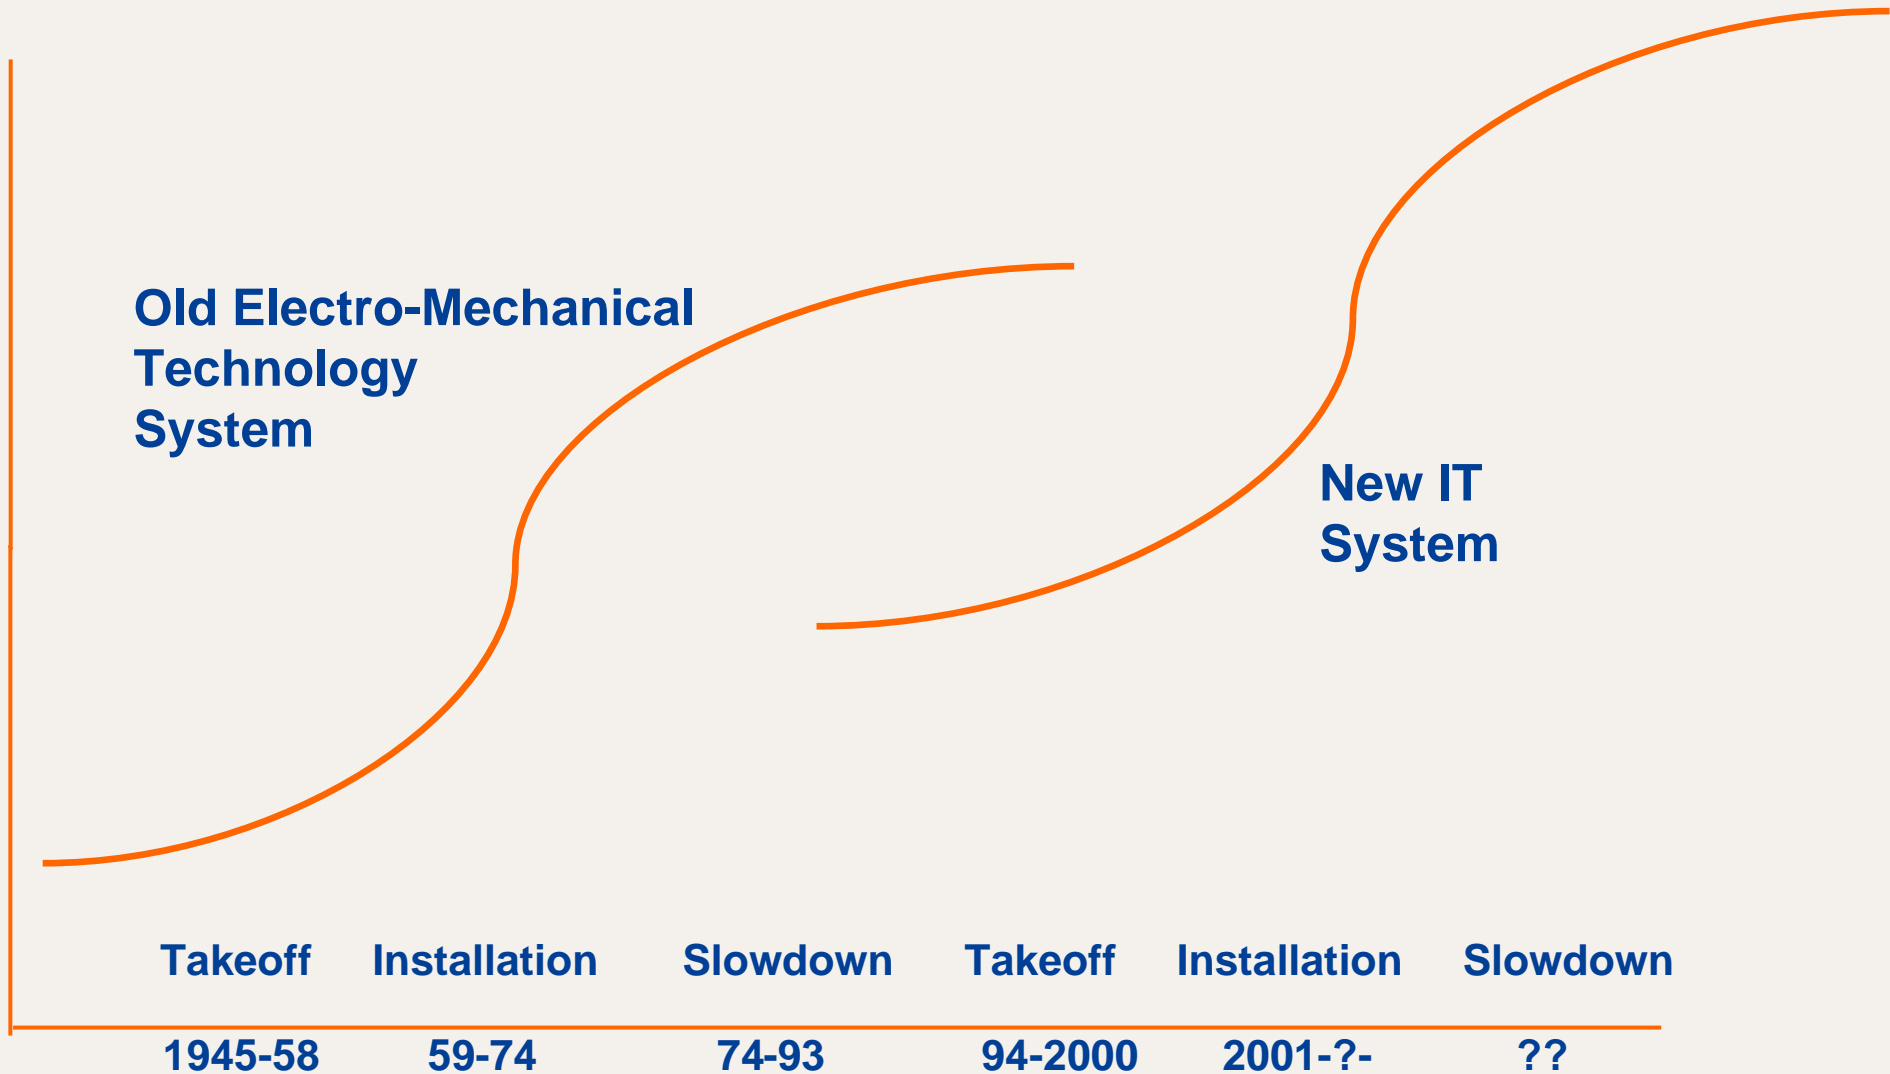 Old Electro-Mechanical
Technology
System
New IT
System
Takeoff Installation Slowdown Takeoff Installation Slowdown
1945-58 59-74 74-93 94-2000 2001-?- ??